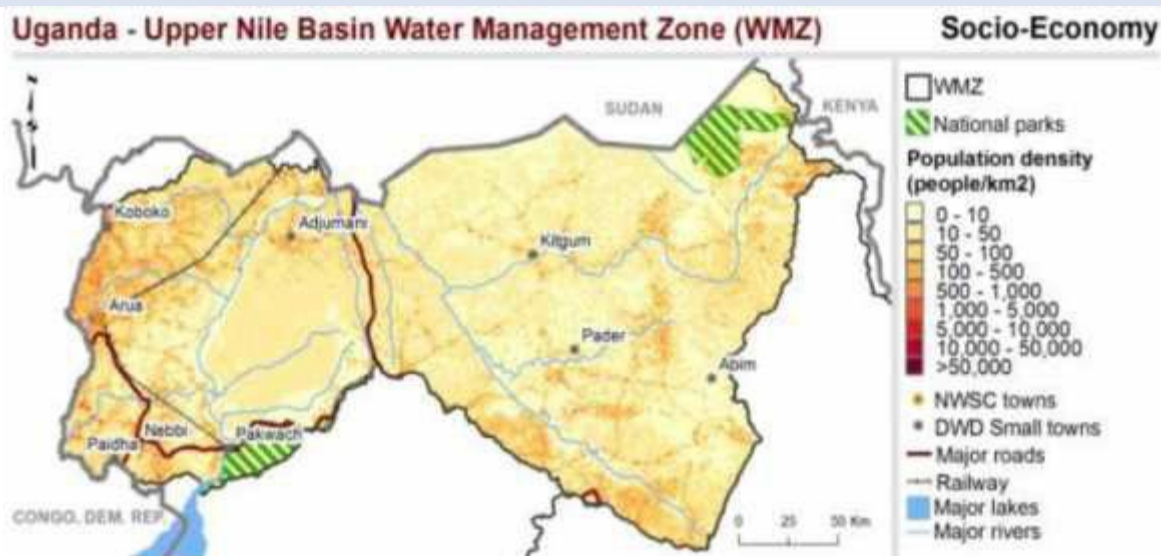 Uganda - Upper Nile Basin Water Management Zone (WMZ)
Socio-Economy
SUDAN
KENYA
Koboko
Adjumani
Kitgum
Arua
Pader
Abim
Nebbi
Pakwach
Paidha
CONGO, DEM. REP.
0 25 50 Km
WMZ
National parks
Population density
(people/km2)
0 - 10
10 - 50
50 - 100
100 - 500
500 - 1,000
1,000 - 5,000
5,000 - 10,000
10,000 - 50,000
>50,000
NWSC towns
DWD Small towns
Major roads
Railway
Major lakes
Major rivers